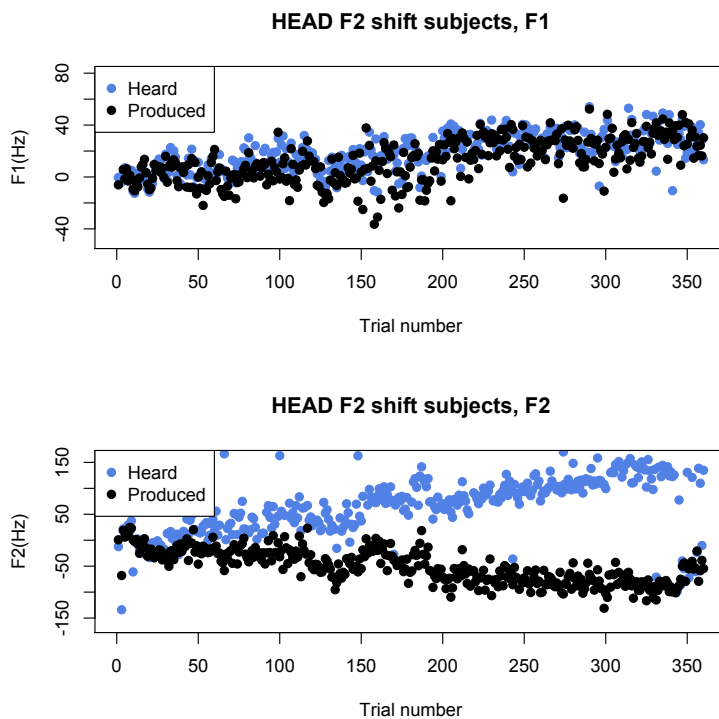 HEAD F2 shift subjects, F1
Heard
Produced
F1(Hz)
80
40
0
-40
0 50 100 150 200 250 300 350
Trial number
HEAD F2 shift subjects, F2
Heard
Produced
F2(Hz)
150
50
-50
-150
0 50 100 150 200 250 300 350
Trial number